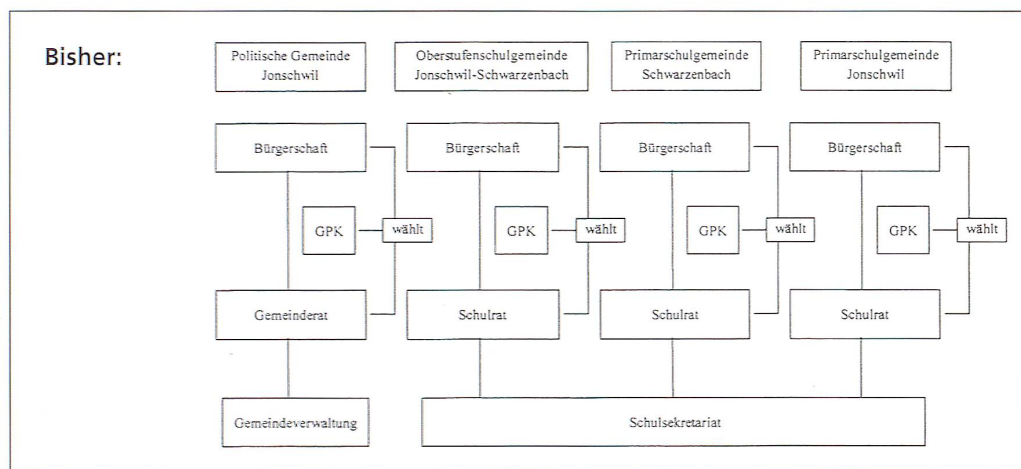 Bisher:
Politische Gemeinde
Jonschwil
Oberstufenschulgemeinde
Jonschwil-Schwarzenbach
Primarschulgemeinde
Schwarzenbach
Primarschulgemeinde
Jonschwil
Bürgerschaft
Bürgerschaft
Bürgerschaft
Bürgerschaft
GPK
wählt
GPK
wählt
GPK
wählt
GPK
wählt
Gemeinderat
Schulrat
Schulrat
Schulrat
Gemeindeverwaltung
Schulsekretariat